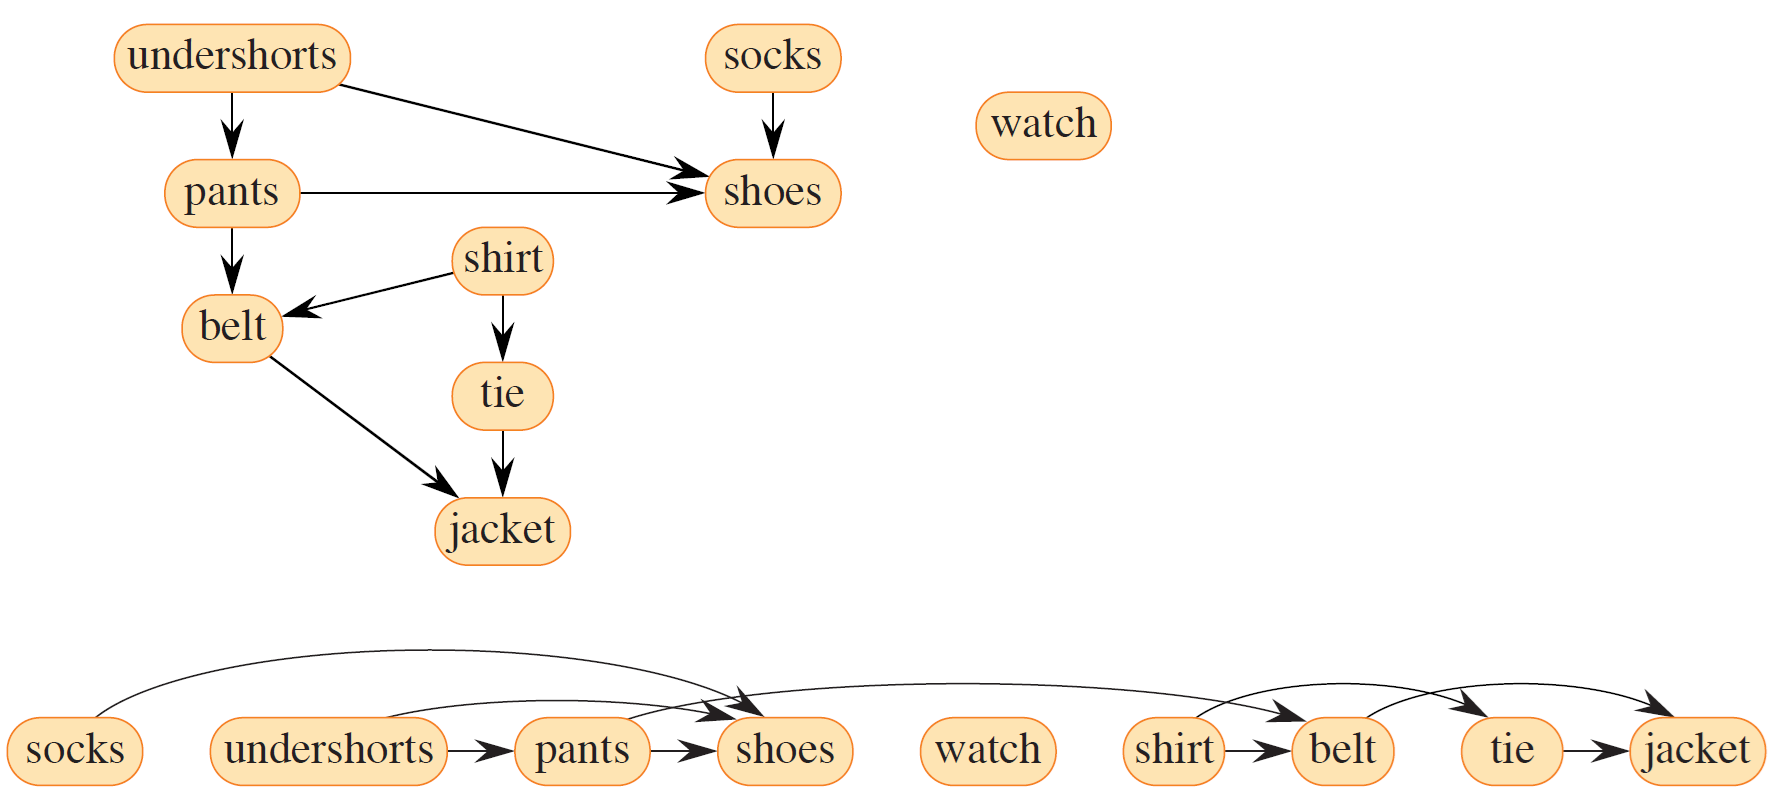 undershorts
socks
watch
pants
shoes
shirt
belt
tie
jacket
socks undershorts pants shoes watch shirt belt tie jacket